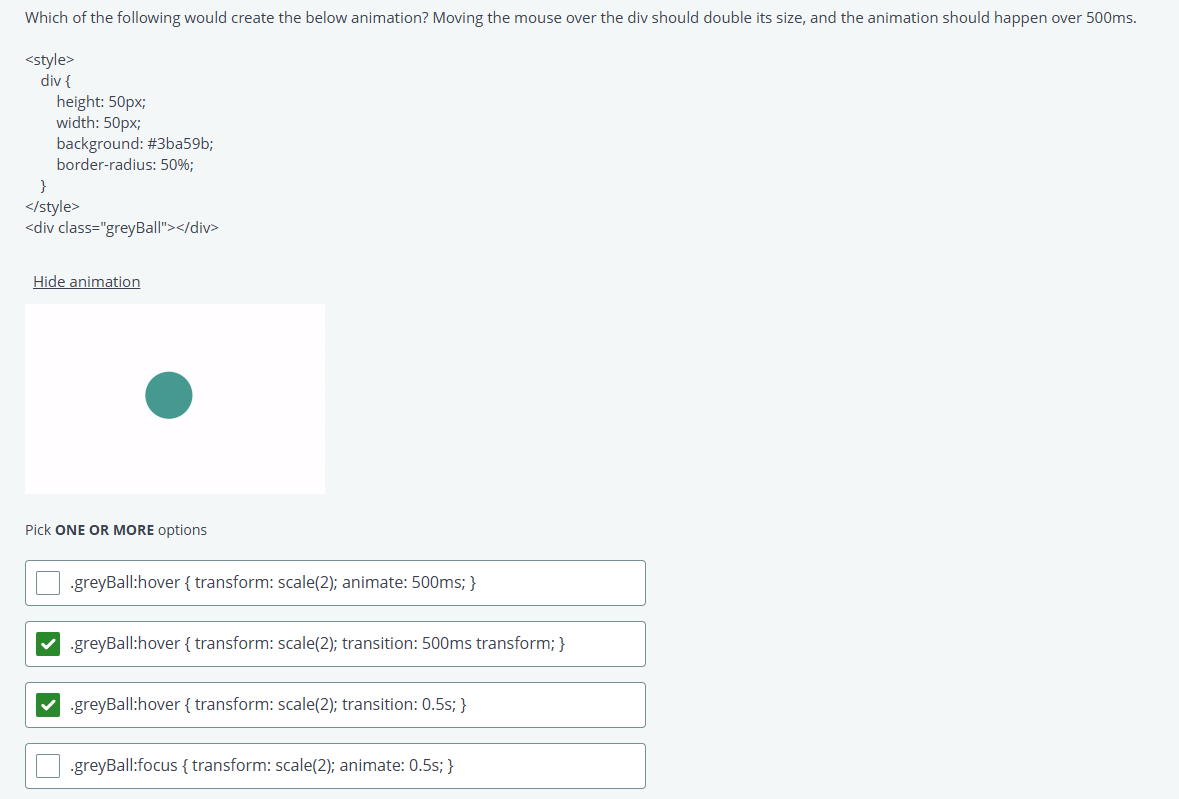 Which of the following would create the below animation? Moving the mouse over the div should double its size, and the animation should happen over 500ms.
<style>
div {
height: 50px;
width: 50px;
background: #3ba59b;
border-radius: 50%;
}
</style>
<div class="greyBall"></div>
Hide animation
Pick ONE OR MORE options
.greyBall:hover { transform: scale(2); animate: 500ms; }
.greyBall:hover { transform: scale(2); transition: 500ms transform; }
.greyBall:hover { transform: scale(2); transition: 0.5s; }
.greyBall:focus { transform: scale(2); animate: 0.5s; }